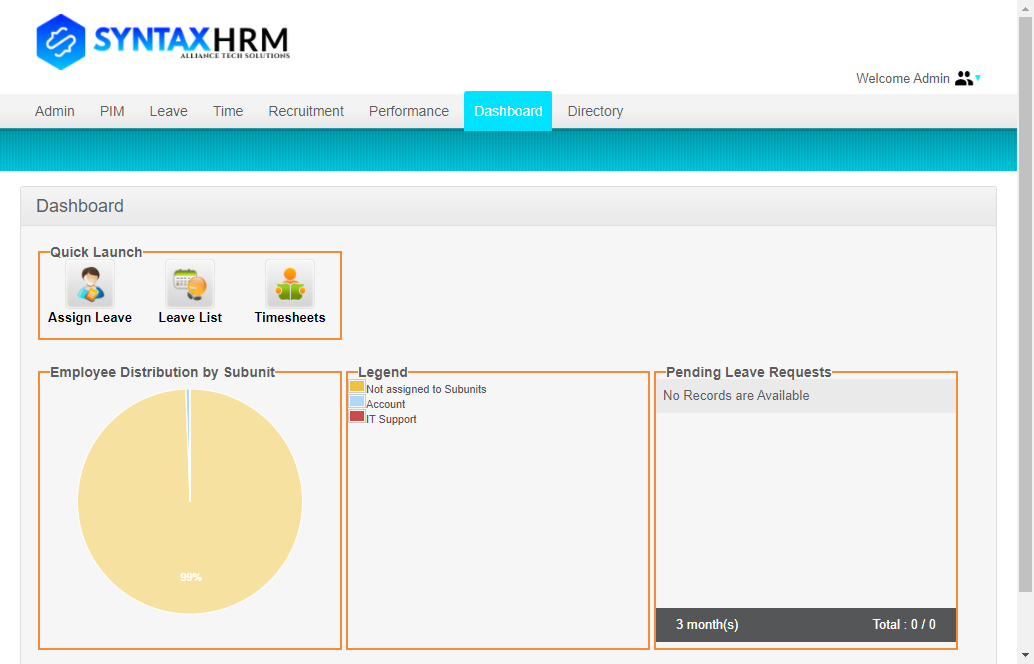 SYNTAXHRM
ALLIANCE TECH SOLUTIONS
Welcome Admin
Admin PIM Leave Time Recruitment Performance Dashboard Directory
Dashboard
Quick Launch
Assign Leave Leave List Timesheets
Employee Distribution by Subunit
99%
Legend
Not assigned to Subunits
Account
IT Support
Pending Leave Requests
No Records are Available
3 month(s) Total : 0 / 0